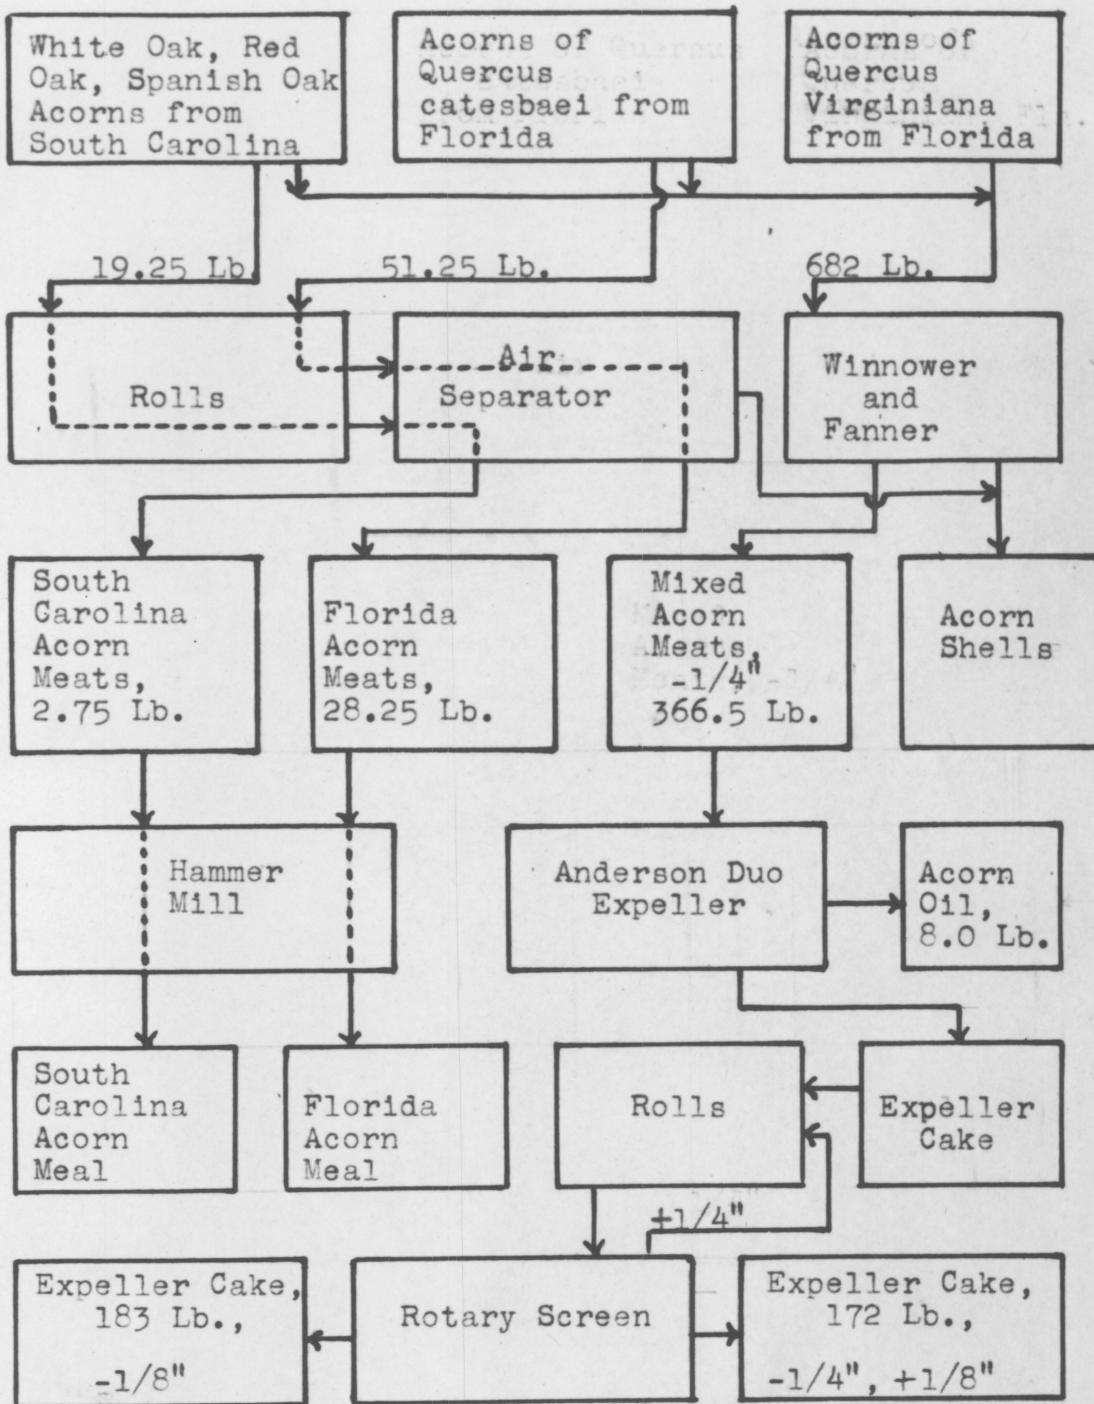 White Oak, Red
Oak, Spanish Oak
Acorns from
South Carolina
Acorns of
Quercus
catesbaei from
Florida
Acorns of
Quercus
Virginiana
from Florida
19.25 Lb.
51.25 Lb.
682 Lb.
Rolls
Air
Separator
Winnower
and
Fanner
South
Carolina
Acorn
Meats,
2.75 Lb.
Florida
Acorn
Meats,
28.25 Lb.
Mixed
Acorn
Meats,
-1/4"
366.5 Lb.
Acorn
Shells
Hammer
Mill
Anderson Duo
Expeller
Acorn
Oil,
8.0 Lb.
South
Carolina
Acorn
Meal
Florida
Acorn
Meal
Rolls
Expeller
Cake
+1/4"
Expeller Cake,
183 Lb.,
-1/8"
Rotary Screen
Expeller Cake,
172 Lb.,
-1/4", +1/8"